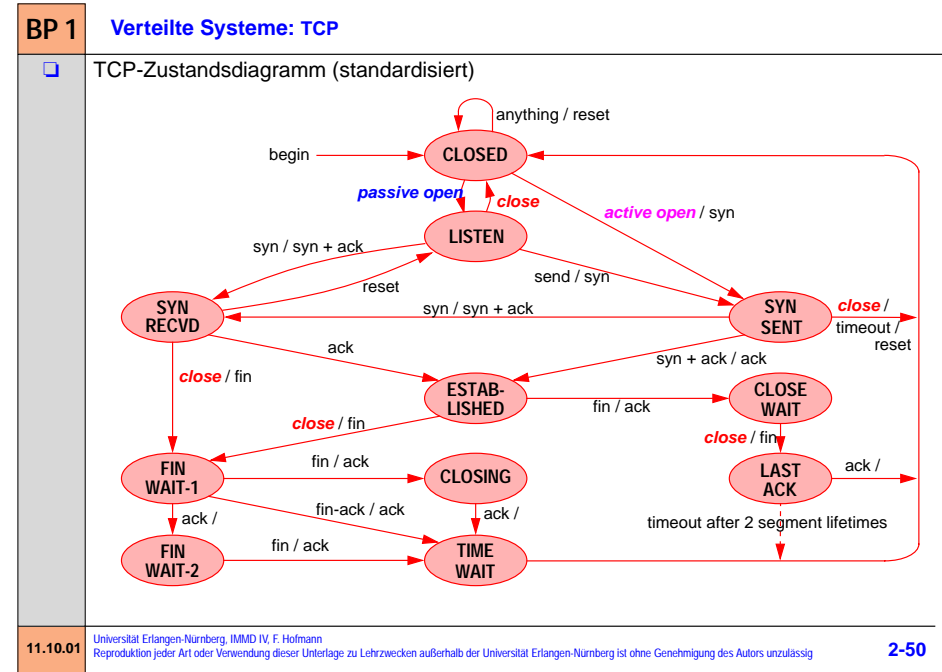 BP 1
Verteilte Systeme: TCP
❏
TCP-Zustandsdiagramm (standardisiert)
anything / reset
begin
CLOSED
passive open
close
active open / syn
LISTEN
syn / syn + ack
send / syn
reset
SYN
RECVD
syn / syn + ack
SYN
SENT
close /
timeout /
reset
ack
syn + ack / ack
close / fin
ESTAB-
LISHED
fin / ack
CLOSE
WAIT
close / fin
close / fin
FIN
WAIT-1
fin / ack
CLOSING
LAST
ACK
ack /
ack /
fin-ack / ack
ack /
timeout after 2 segment lifetimes
FIN
WAIT-2
fin / ack
TIME
WAIT
11.10.01
Universität Erlangen-Nürnberg, IMMD IV, F. Hofmann
Reproduktion jeder Art oder Verwendung dieser Unterlage zu Lehrzwecken außerhalb der Universität Erlangen-Nürnberg ist ohne Genehmigung des Autors unzulässig
2-50